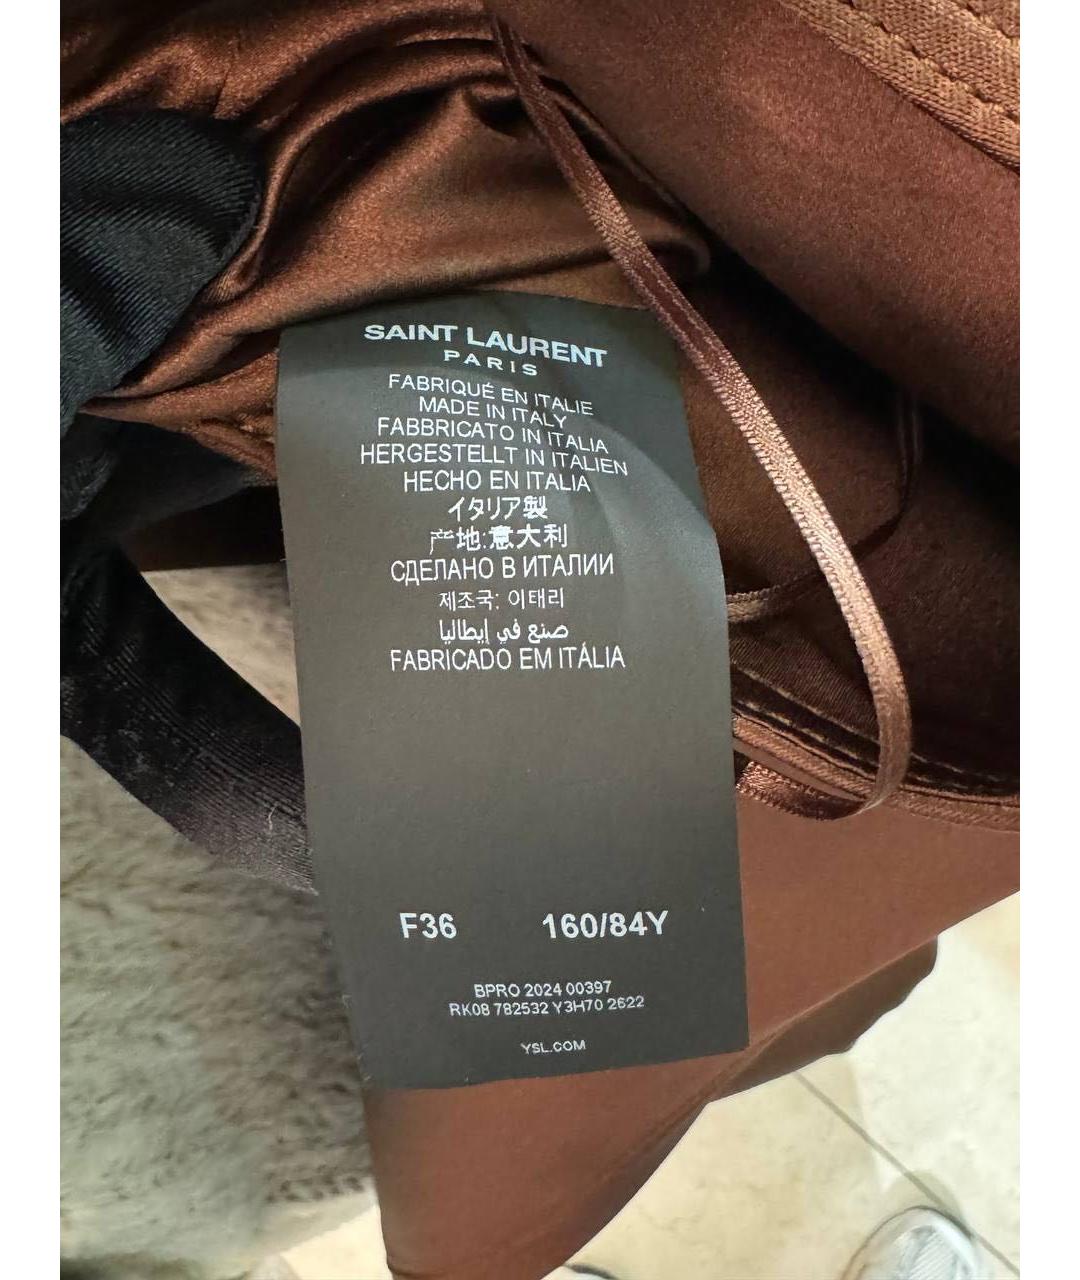 SAINT LAURENT
PARIS
FABRIQUÉ EN ITALIE
MADE IN ITALY
FABBRICATO IN ITALIA
HERGESTELLT IN ITALIEN
HECHO EN ITALIA
イタリア製
产地:意大利
СДЕЛАНО В ИТАЛИИ
제조국: 이태리
صنع في إيطاليا
FABRICADO EM ITÁLIA
F36 160/84Y
BPRO 2024 00397
RK08 782532 Y3H70 2622
YSL.COM